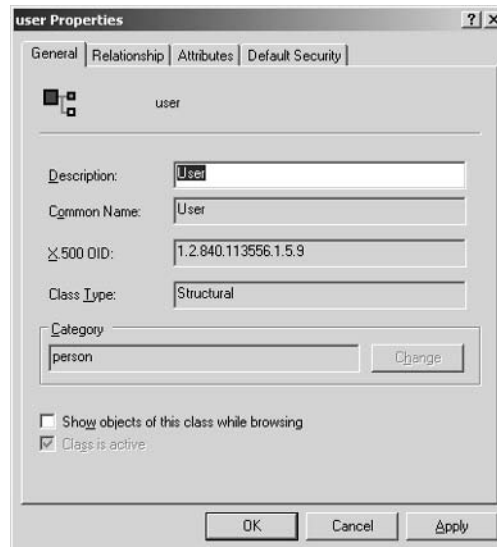 user Properties
General Relationship Attributes Default Security
user
Description: User
Common Name: User
X.500 OID: 1.2.840.113556.1.5.9
Class Type: Structural
Category
person Change
Show objects of this class while browsing
Class is active
OK Cancel Apply